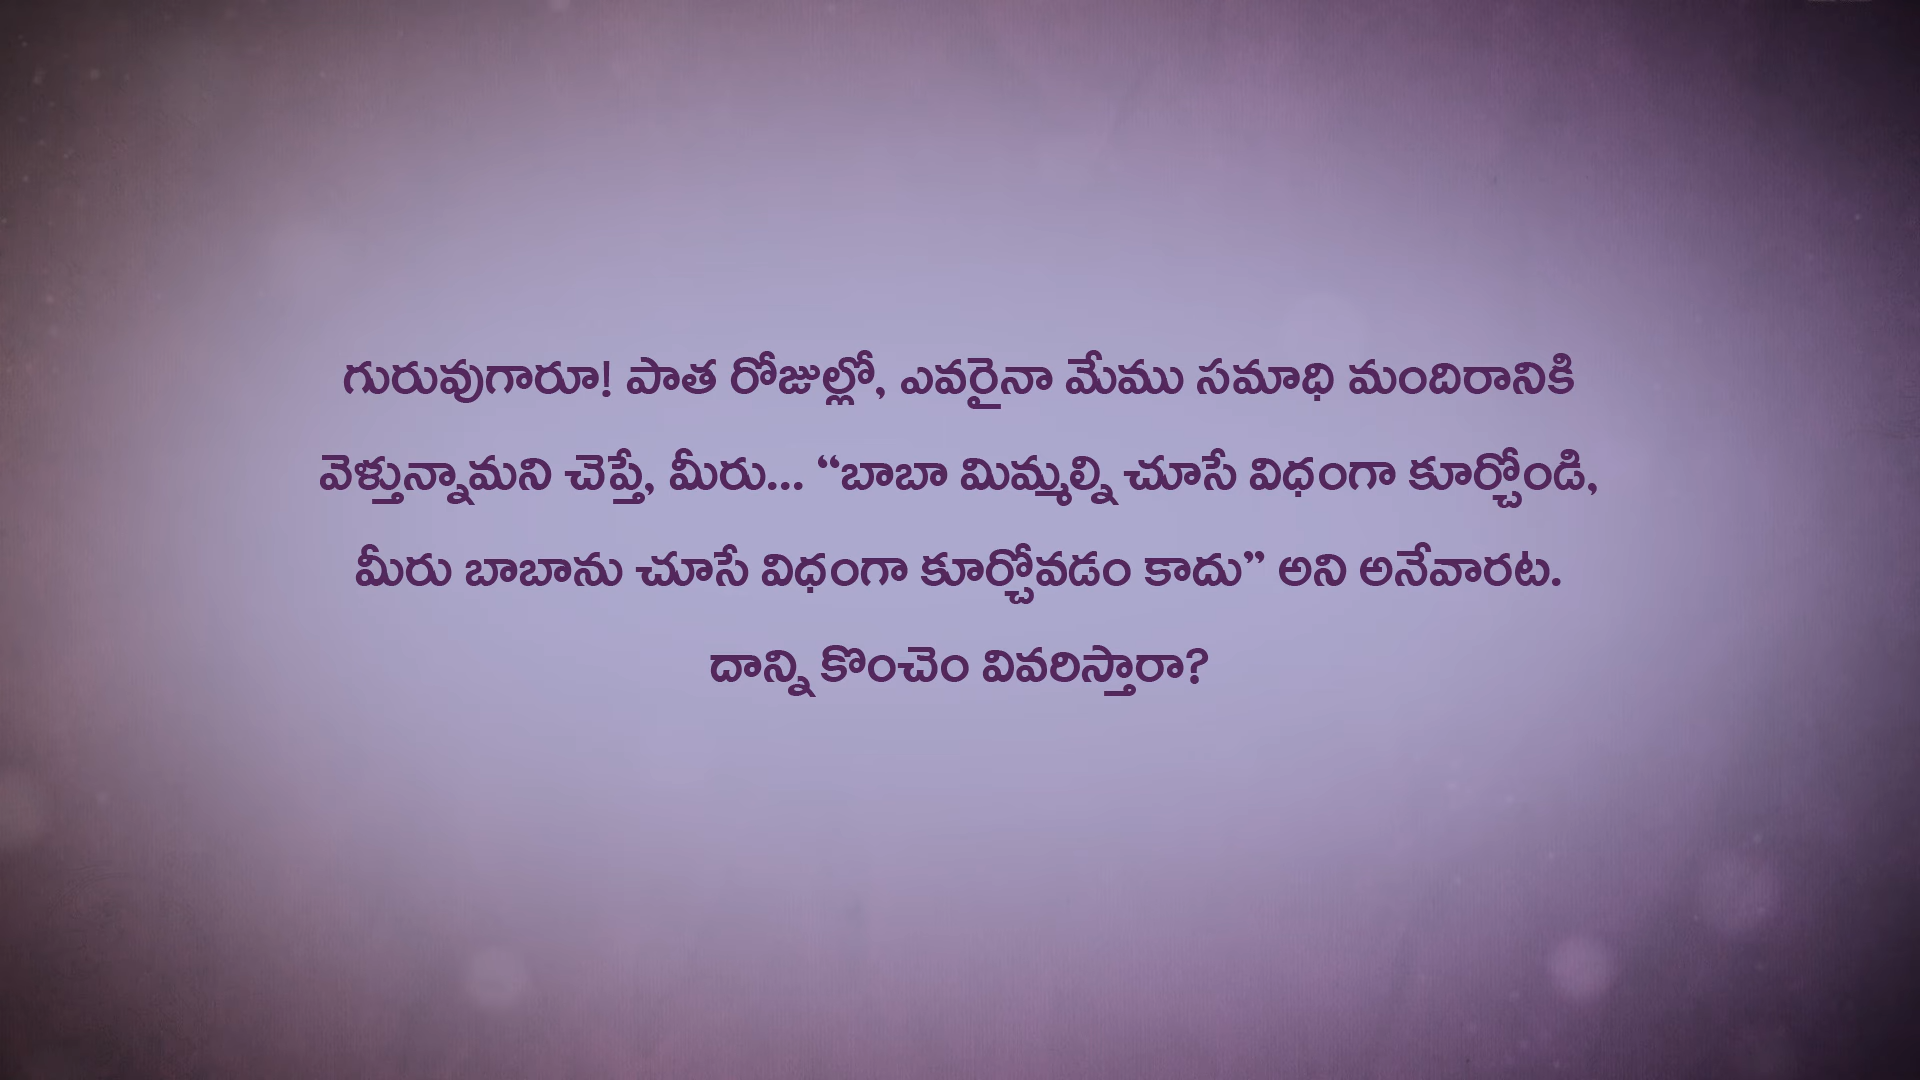 గురువుగారూ! పాత రోజుల్లో, ఎవరైనా మేము సమాధి మందిరానికి
వెళ్తున్నామని చెప్తే, మీరు... “బాబా మిమ్మల్ని చూసే విధంగా కూర్చోండి,
మీరు బాబాను చూసే విధంగా కూర్చోవడం కాదు” అని అనేవారట.
దాన్ని కొంచెం వివరిస్తారా?